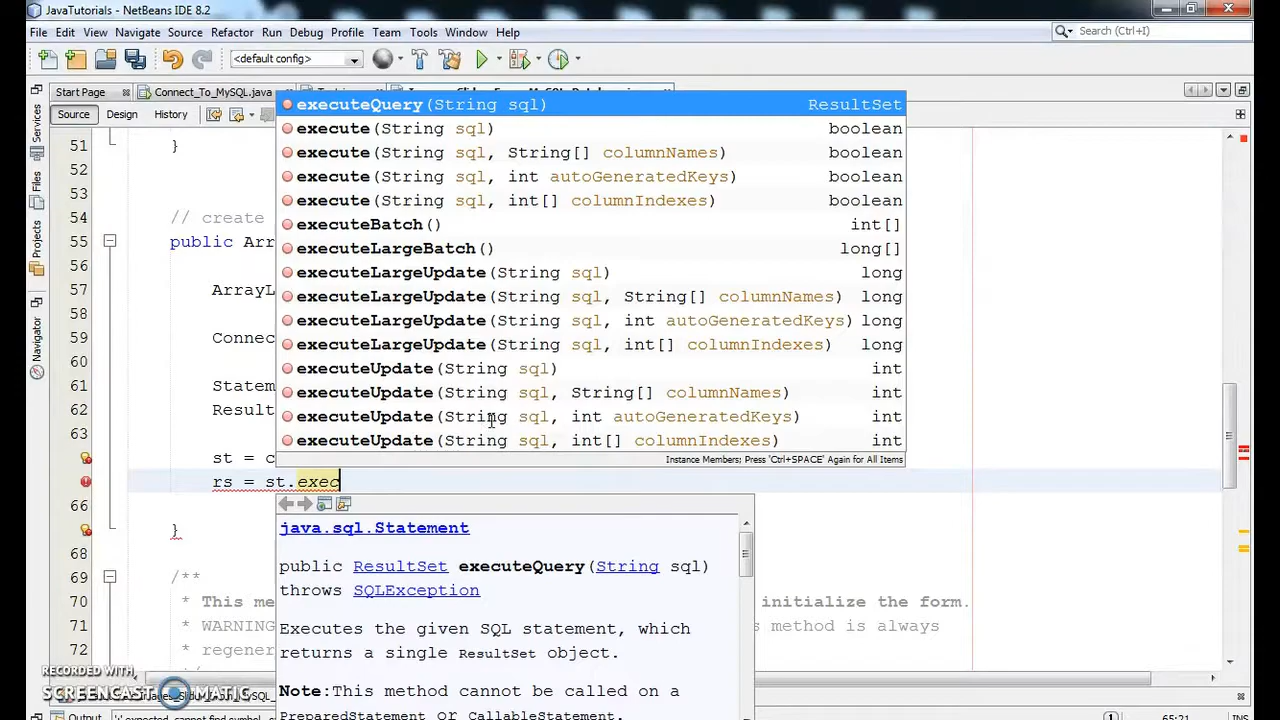 JavaTutorials - NetBeans IDE 8.2
File Edit View Navigate Source Refactor Run Debug Profile Team Tools Window Help
Search (Ctrl+I)
<default config>
Start Page
Connect_To_MySQL.java
Source Design History
Services
Files
Projects
Navigator
executeQuery(String sql) ResultSet
execute(String sql) boolean
execute(String sql, String[] columnNames) boolean
execute(String sql, int autoGeneratedKeys) boolean
execute(String sql, int[] columnIndexes) boolean
executeBatch() int[]
executeLargeBatch() long[]
executeLargeUpdate(String sql) long
executeLargeUpdate(String sql, String[] columnNames) long
executeLargeUpdate(String sql, int autoGeneratedKeys) long
executeLargeUpdate(String sql, int[] columnIndexes) long
executeUpdate(String sql) int
executeUpdate(String sql, String[] columnNames) int
executeUpdate(String sql, int autoGeneratedKeys) int
executeUpdate(String sql, int[] columnIndexes) int
Instance Members; Press 'Ctrl+SPACE' Again for All Items
51 }
52
53
54 // create
55 public Arr
56
57 ArrayL
58
59 Connec
60
61 Statem
62 Result
63
st = c
rs = st.exec
66
}
68
69 /**
70 * This me initialize the form.
71 * WARNING s method is always
72 * regener
*/
java.sql.Statement
public ResultSet executeQuery(String sql)
throws SQLException
Executes the given SQL statement, which
returns a single ResultSet object.
Note:This method cannot be called on a
PreparedStatement or CallableStatement.
RECORDED WITH
SCREENCAST MATIC
Output
65:21 INS